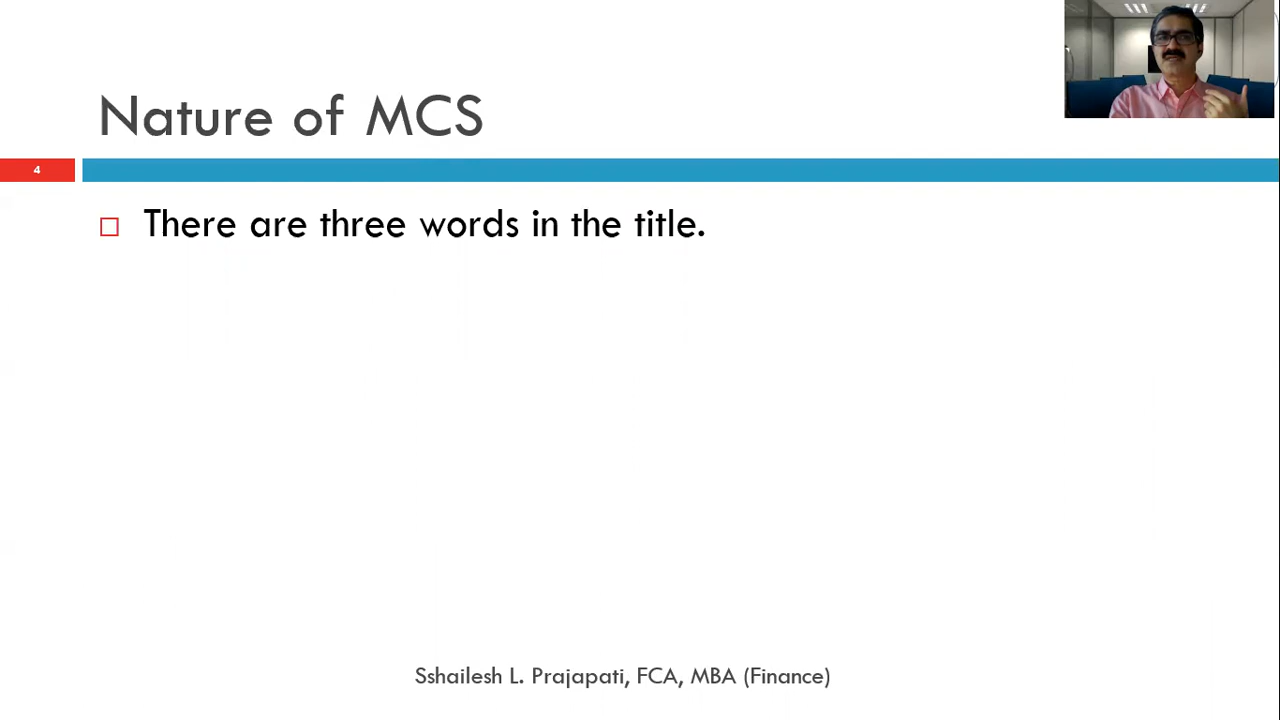 Nature of MCS
4
There are three words in the title.
Sshailesh L. Prajapati, FCA, MBA (Finance)